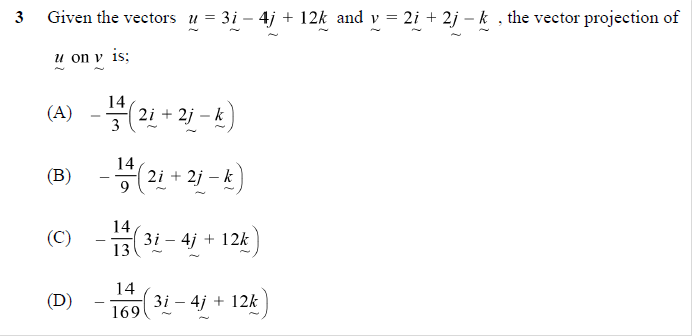 3 Given the vectors u = 3i – 4j + 12k and v = 2i + 2j – k , the vector projection of
u on v is;
(A) – 14/3 ( 2i + 2j – k )
(B) – 14/9 ( 2i + 2j – k )
(C) – 14/13 ( 3i – 4j + 12k )
(D) – 14/169 ( 3i – 4j + 12k )